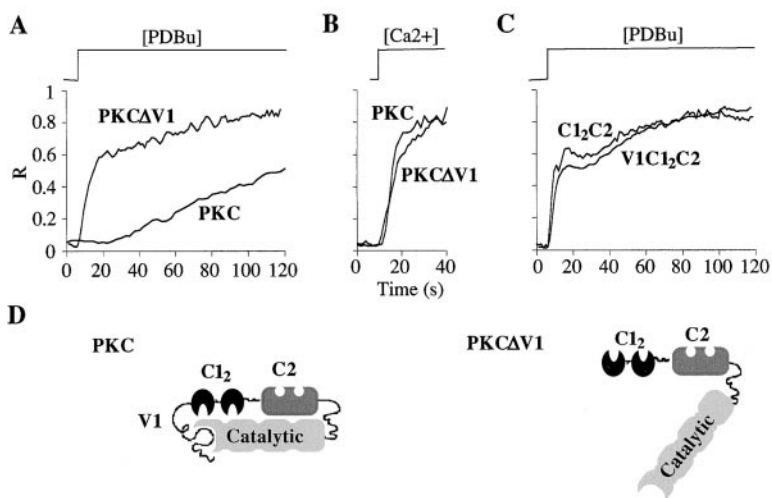 A
[PDBu]
PKCΔV1
PKC
R
1
0.8
0.6
0.4
0.2
0
0 20 40 60 80 100 120
B
[Ca2+]
PKC
PKCΔV1
0 20 40
Time (s)
C
[PDBu]
C1₂C2
V1C1₂C2
0 20 40 60 80 100 120
D
PKC
C1₂
C2
V1
Catalytic
PKCΔV1
C1₂
C2
Catalytic